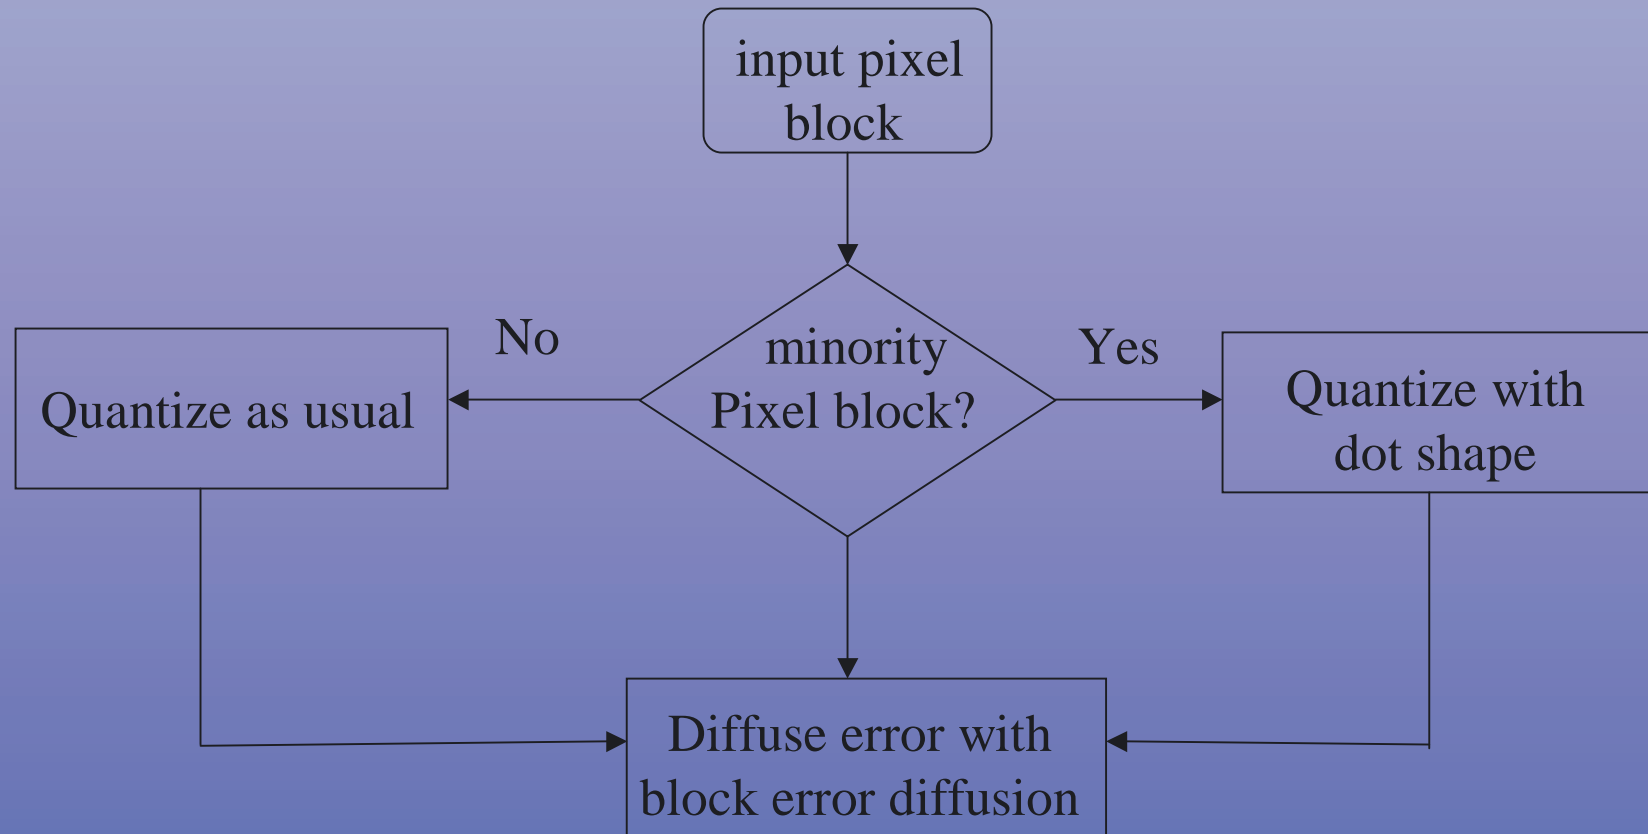 input pixel
block
No
minority
Pixel block?
Yes
Quantize as usual
Quantize with
dot shape
Diffuse error with
block error diffusion